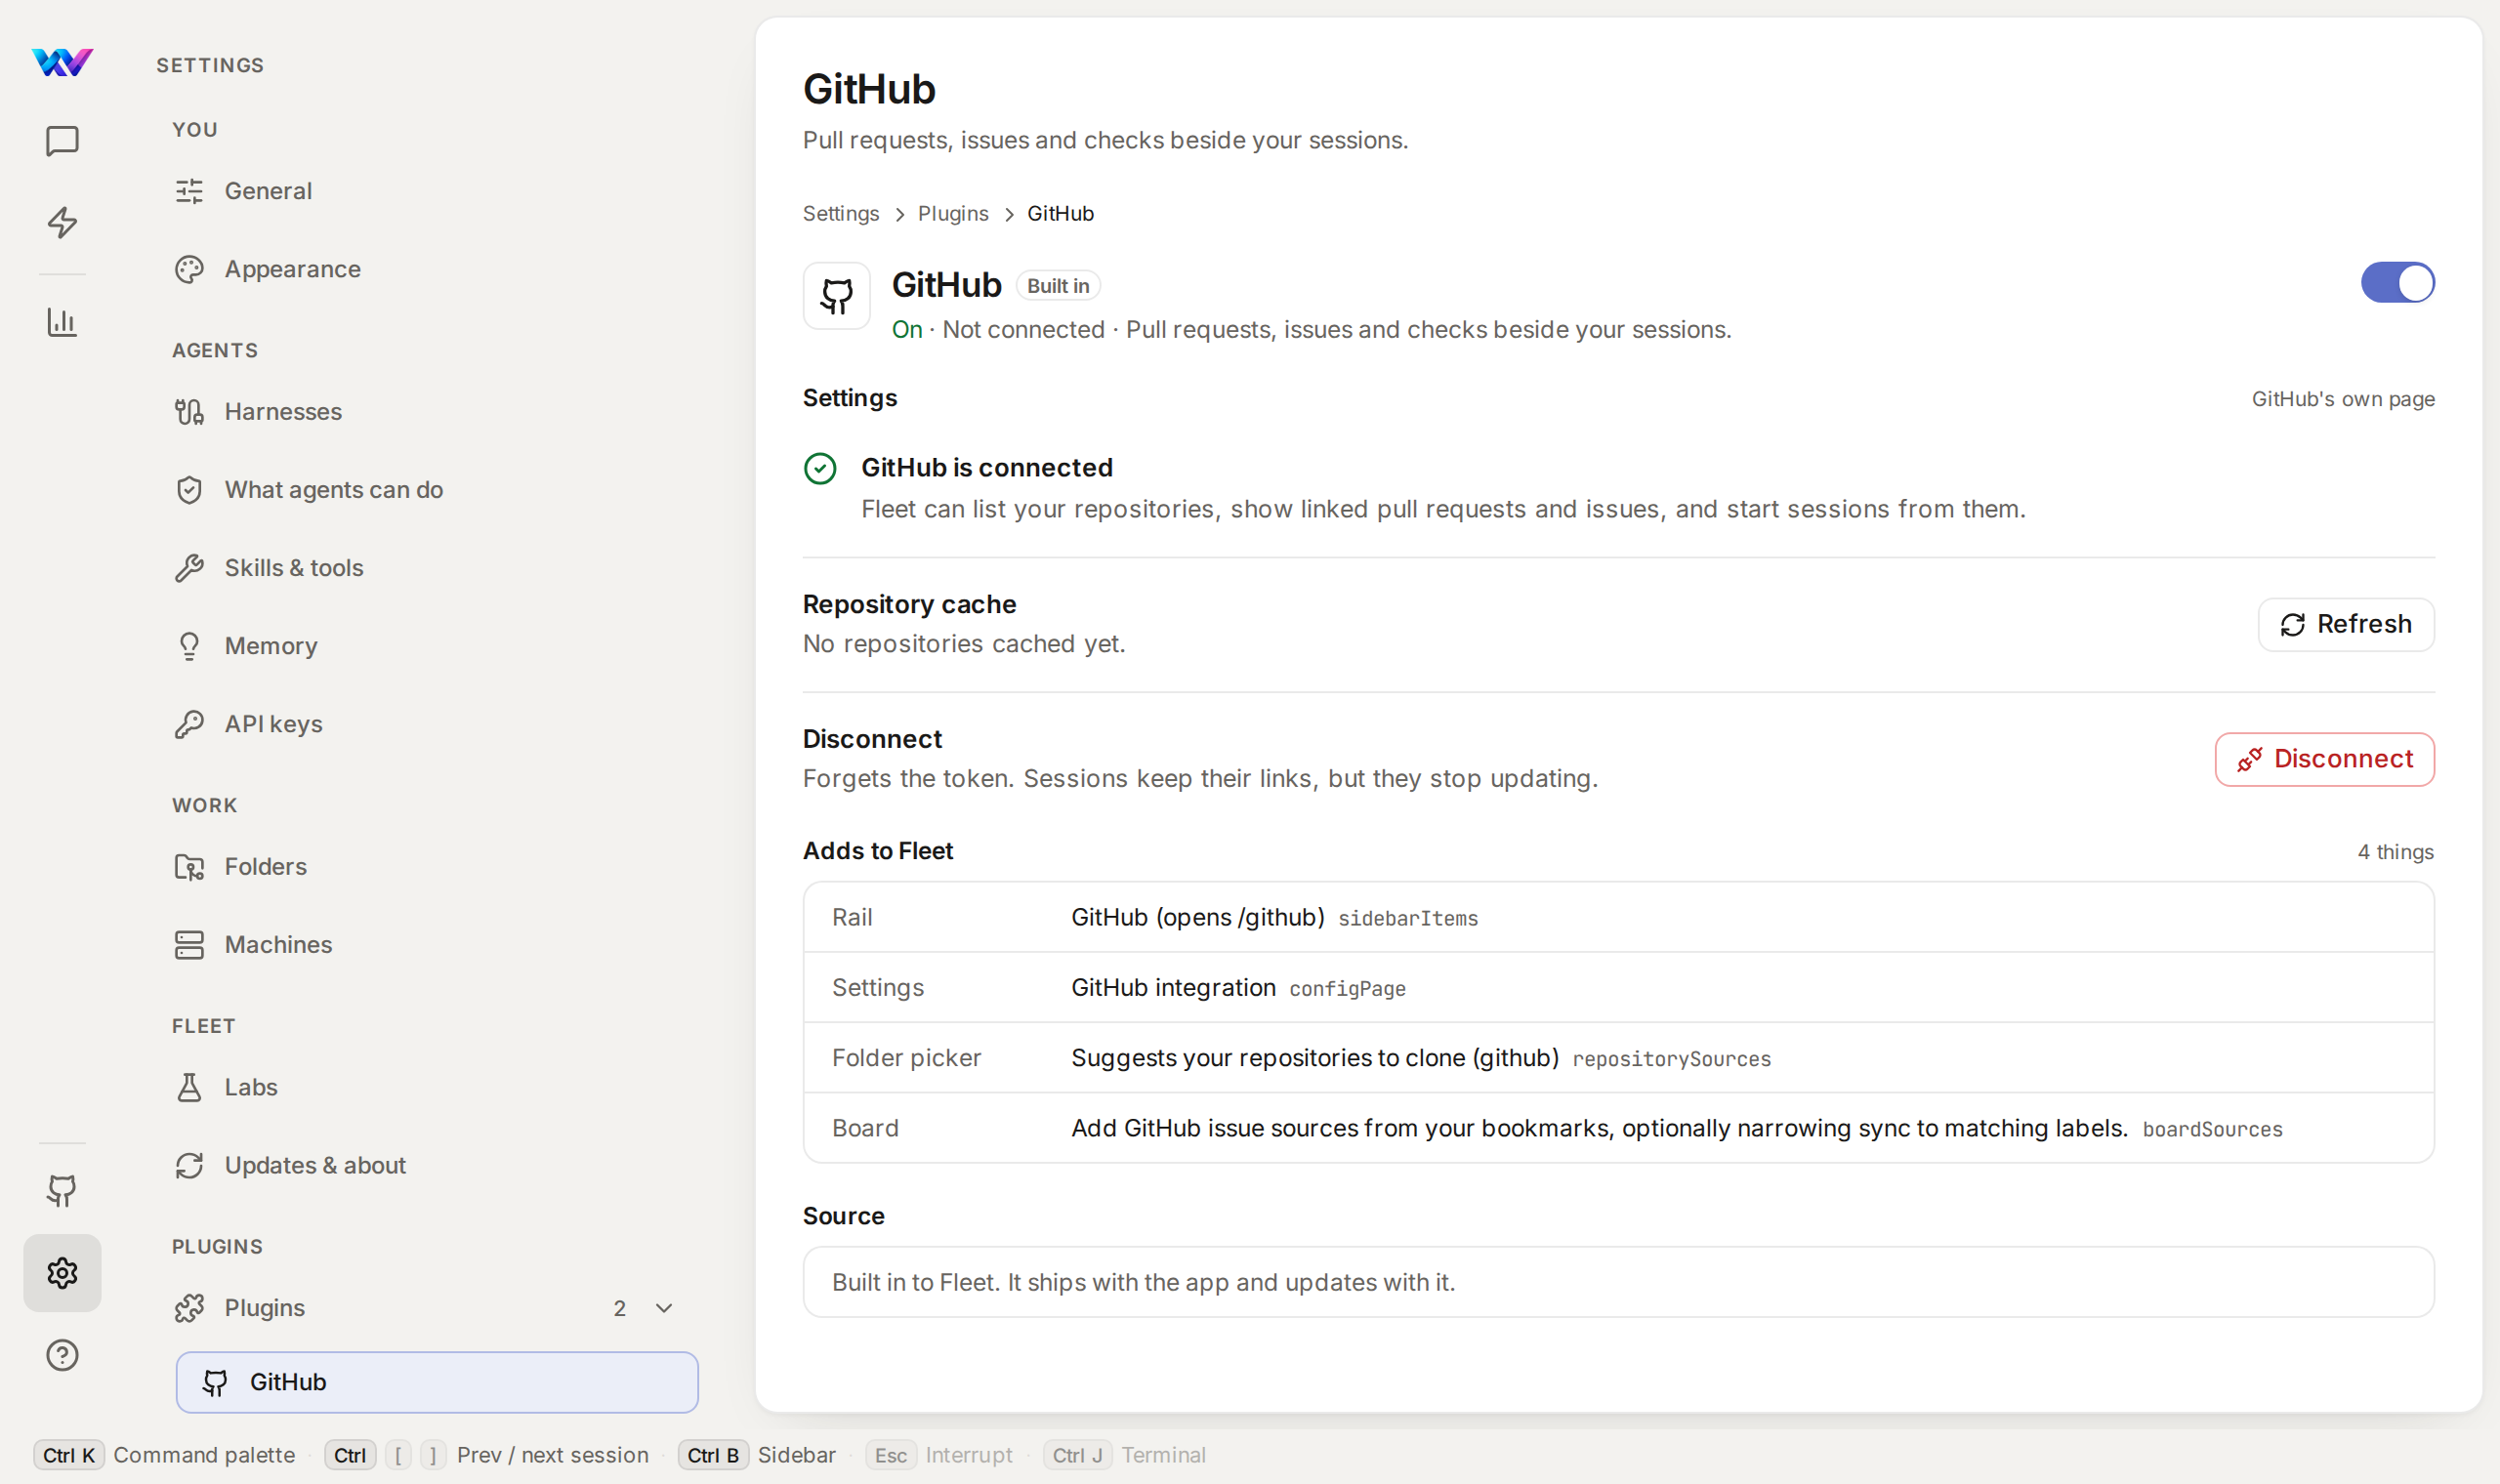 SETTINGS
YOU
General
Appearance
AGENTS
Harnesses
What agents can do
Skills & tools
Memory
API keys
WORK
Folders
Machines
FLEET
Labs
Updates & about
PLUGINS
Plugins 2
GitHub
GitHub
Pull requests, issues and checks beside your sessions.
Settings > Plugins > GitHub
GitHub Built in
On · Not connected · Pull requests, issues and checks beside your sessions.
Settings GitHub's own page
GitHub is connected
Fleet can list your repositories, show linked pull requests and issues, and start sessions from them.
Repository cache
No repositories cached yet.
Refresh
Disconnect
Forgets the token. Sessions keep their links, but they stop updating.
Disconnect
Adds to Fleet 4 things
Rail GitHub (opens /github) sidebarItems
Settings GitHub integration configPage
Folder picker Suggests your repositories to clone (github) repositorySources
Board Add GitHub issue sources from your bookmarks, optionally narrowing sync to matching labels. boardSources
Source
Built in to Fleet. It ships with the app and updates with it.
Ctrl K Command palette · Ctrl [ ] Prev / next session · Ctrl B Sidebar · Esc Interrupt · Ctrl J Terminal